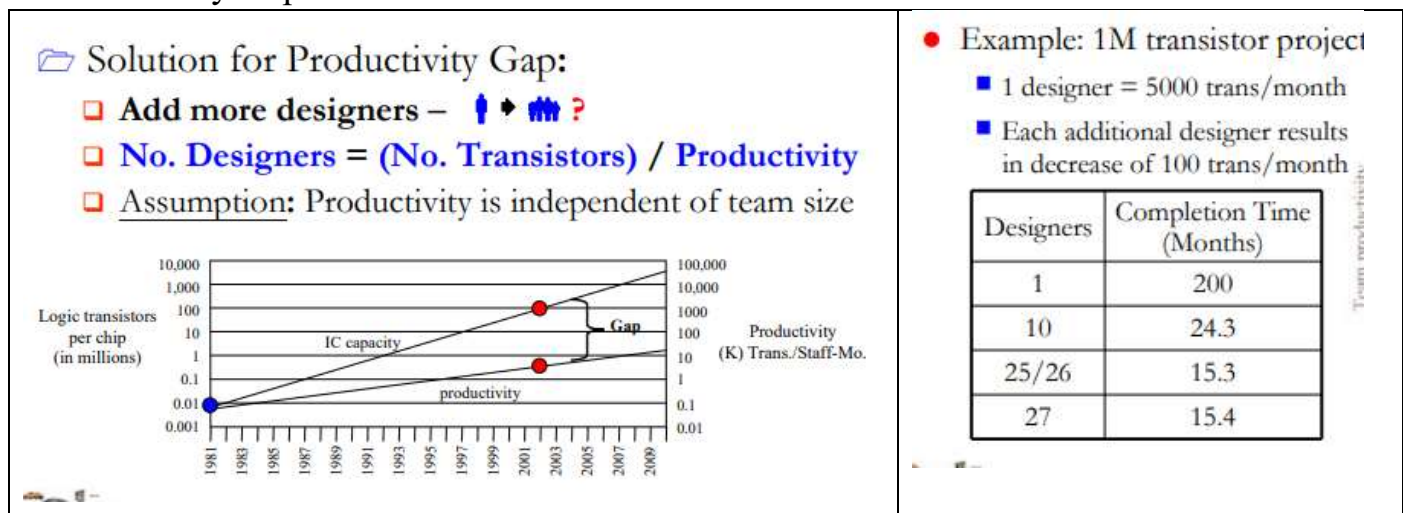 Solution for Productivity Gap:
Add more designers – ?
No. Designers = (No. Transistors) / Productivity
Assumption: Productivity is independent of team size
10,000
1,000
100
10
1
0.1
0.01
0.001
Logic transistors
per chip
(in millions)
IC capacity
productivity
Gap
100,000
10,000
1000
100
10
1
0.1
0.01
Productivity
(K) Trans./Staff-Mo.
1981
1983
1985
1987
1989
1991
1993
1995
1997
1999
2001
2003
2005
2007
2009
Example: 1M transistor project
1 designer = 5000 trans/month
Each additional designer results
in decrease of 100 trans/month
Designers Completion Time
(Months)
1 200
10 24.3
25/26 15.3
27 15.4
Team productivity